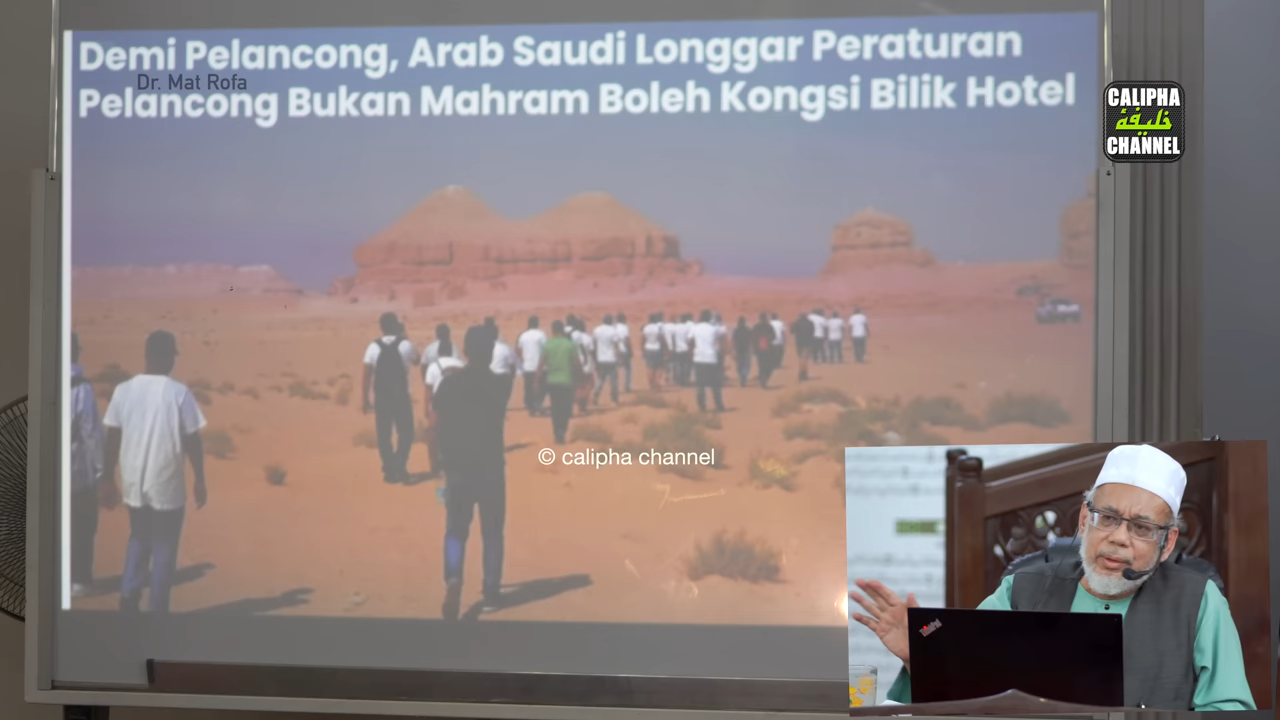 Demi Pelancong, Arab Saudi Longgar Peraturan
Dr. Mat Rofa
Pelancong Bukan Mahram Boleh Kongsi Bilik Hotel
CALIPHA
خليفة
CHANNEL
© calipha channel
ThinkPad